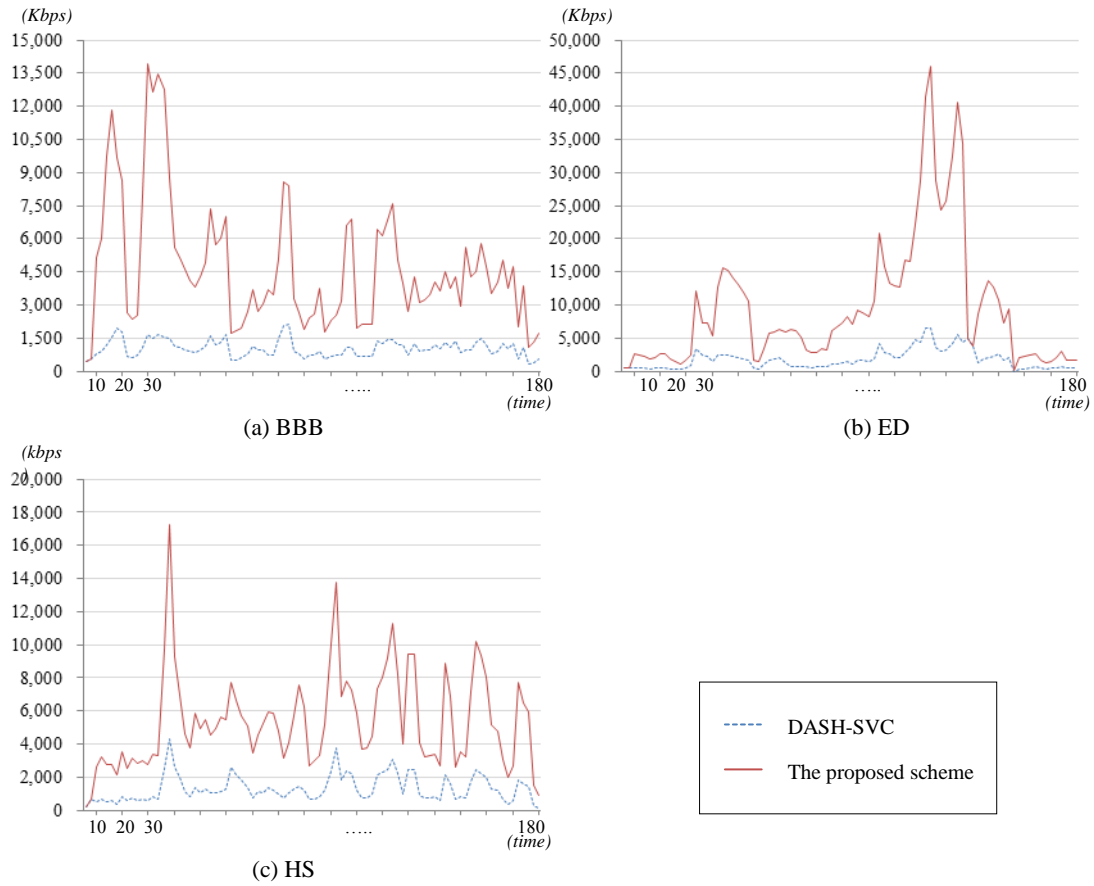 (Kbps)
15,000
13,500
12,000
10,500
9,000
7,500
6,000
4,500
3,000
1,500
0
10 20 30 ..... 180
(time)
(a) BBB
(Kbps)
50,000
45,000
40,000
35,000
30,000
25,000
20,000
15,000
10,000
5,000
0
10 20 30 ..... 180
(time)
(b) ED
(kbps
)
20,000
18,000
16,000
14,000
12,000
10,000
8,000
6,000
4,000
2,000
0
10 20 30 ..... 180
(time)
(c) HS
DASH-SVC
The proposed scheme